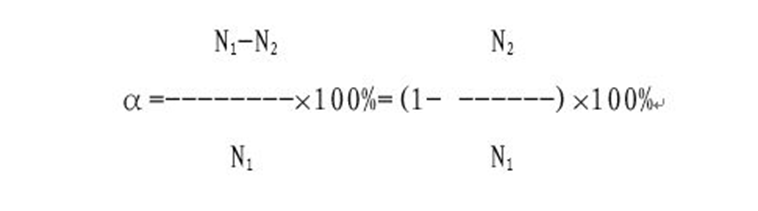 N₁−N₂ N₂
α=--------×100%=(1- ------)×100%↵
N₁ N₁